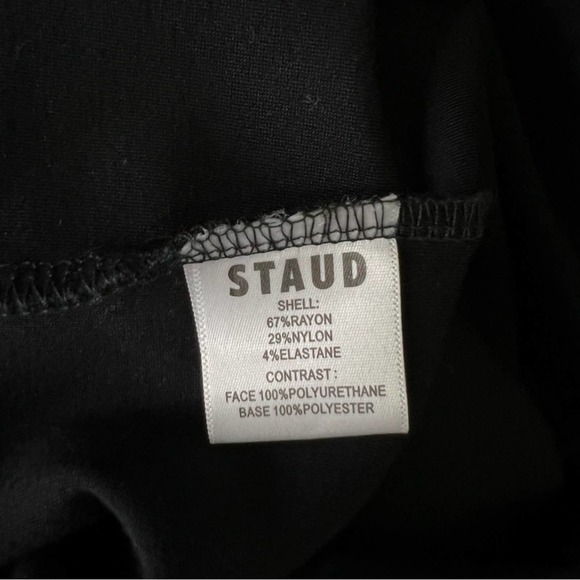 STAUD
SHELL:
67%RAYON
29%NYLON
4%ELASTANE
CONTRAST :
FACE 100%POLYURETHANE
BASE 100%POLYESTER